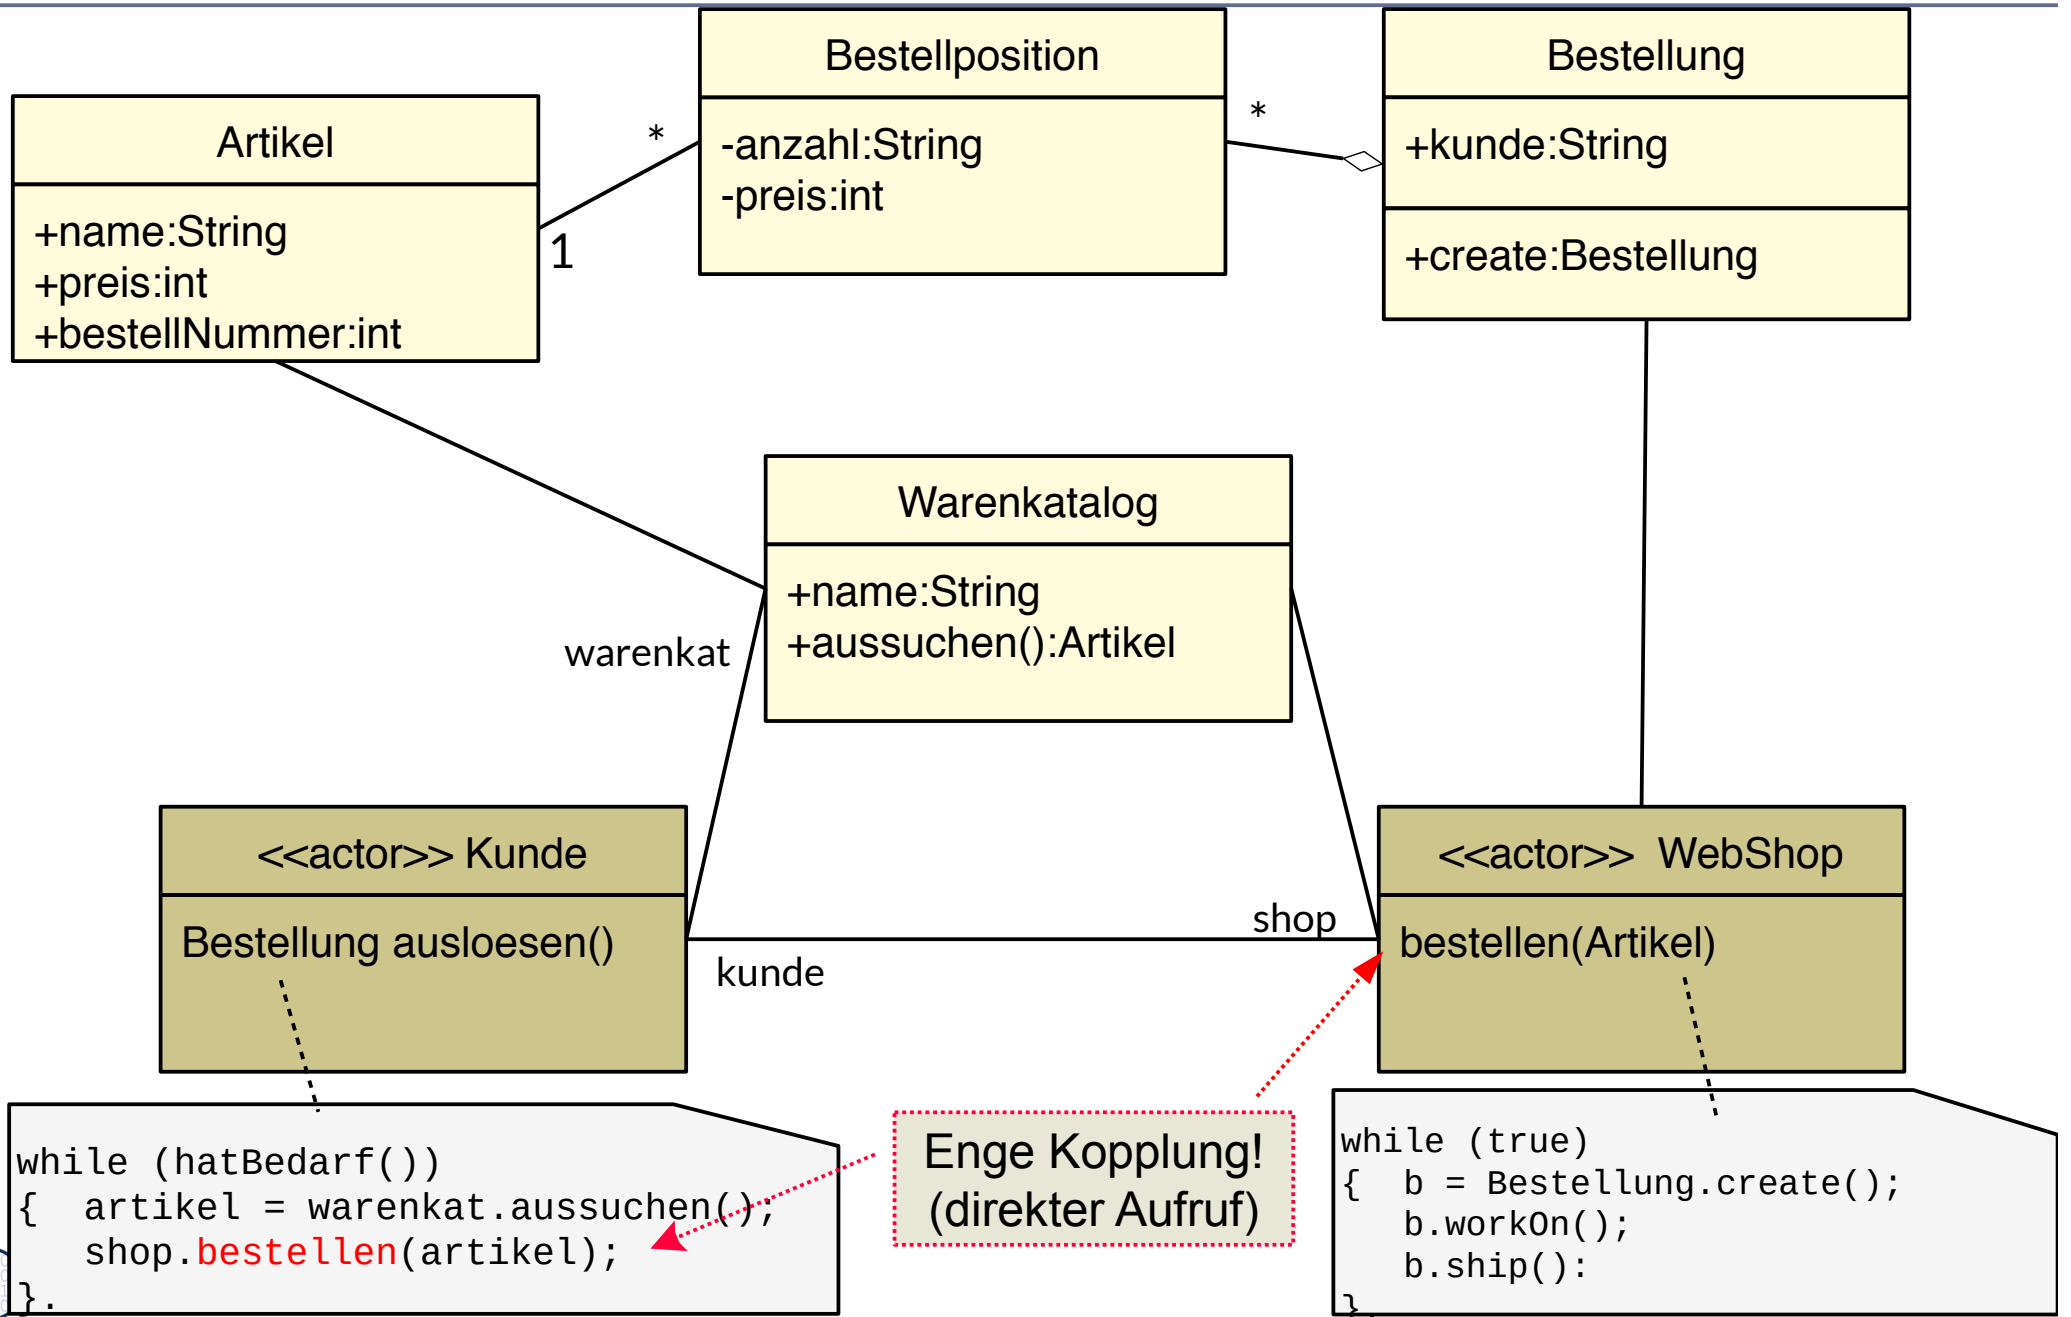 Bestellposition
-anzahl:String
-preis:int
*
*
Bestellung
+kunde:String
+create:Bestellung
Artikel
+name:String
+preis:int
+bestellNummer:int
1
Warenkatalog
+name:String
+aussuchen():Artikel
warenkat
<<actor>> Kunde
Bestellung ausloesen()
kunde
shop
<<actor>> WebShop
bestellen(Artikel)
while (hatBedarf())
{ artikel = warenkat.aussuchen();
shop.bestellen(artikel);
}.
Enge Kopplung!
(direkter Aufruf)
while (true)
{ b = Bestellung.create();
b.workOn();
b.ship():
}